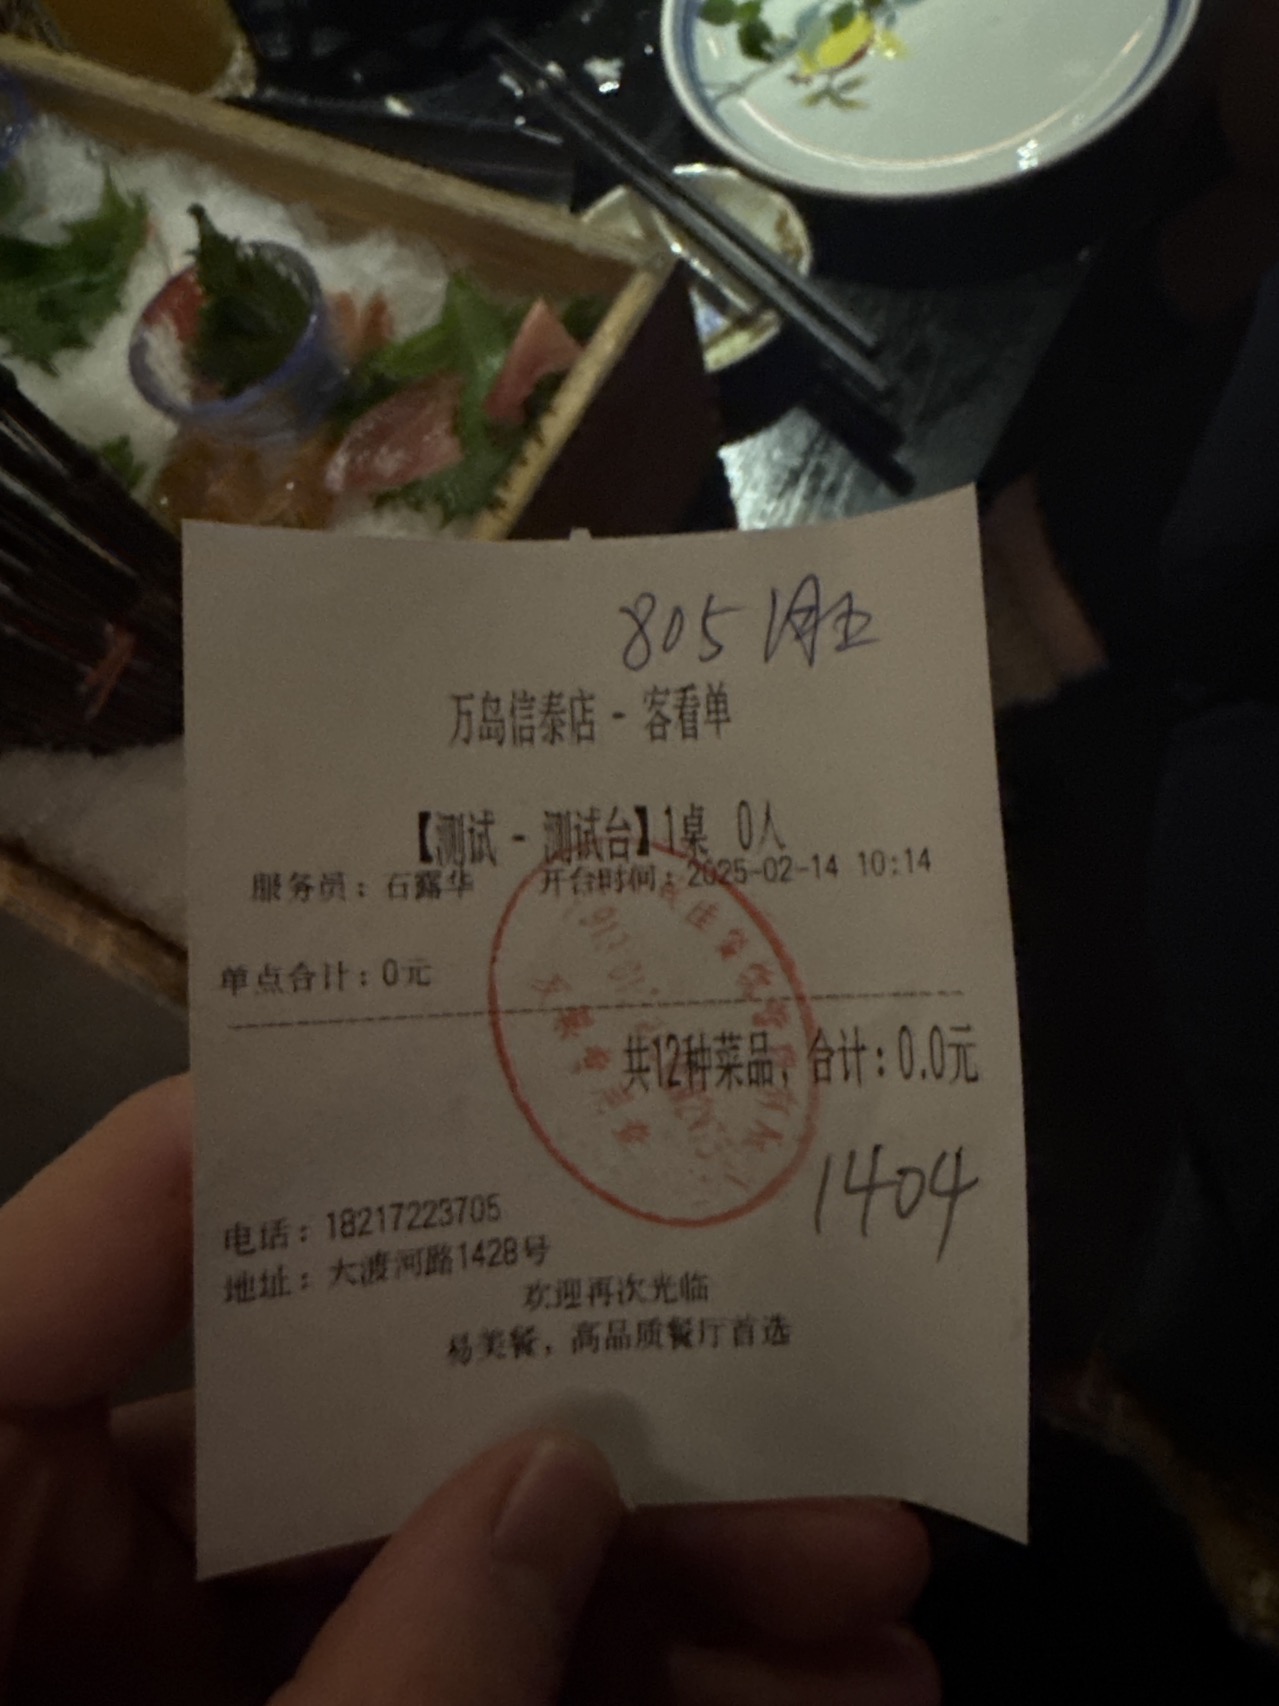 805
万岛信泰店 - 客看单
【测试 - 测试台】1桌 0人
服务员：石露华 开台时间：2025-02-14 10:14
单点合计：0元
共12种菜品，合计：0.0元
1404
电话：18217223705
地址：大渡河路1428号
欢迎再次光临
易美餐，高品质餐厅首选